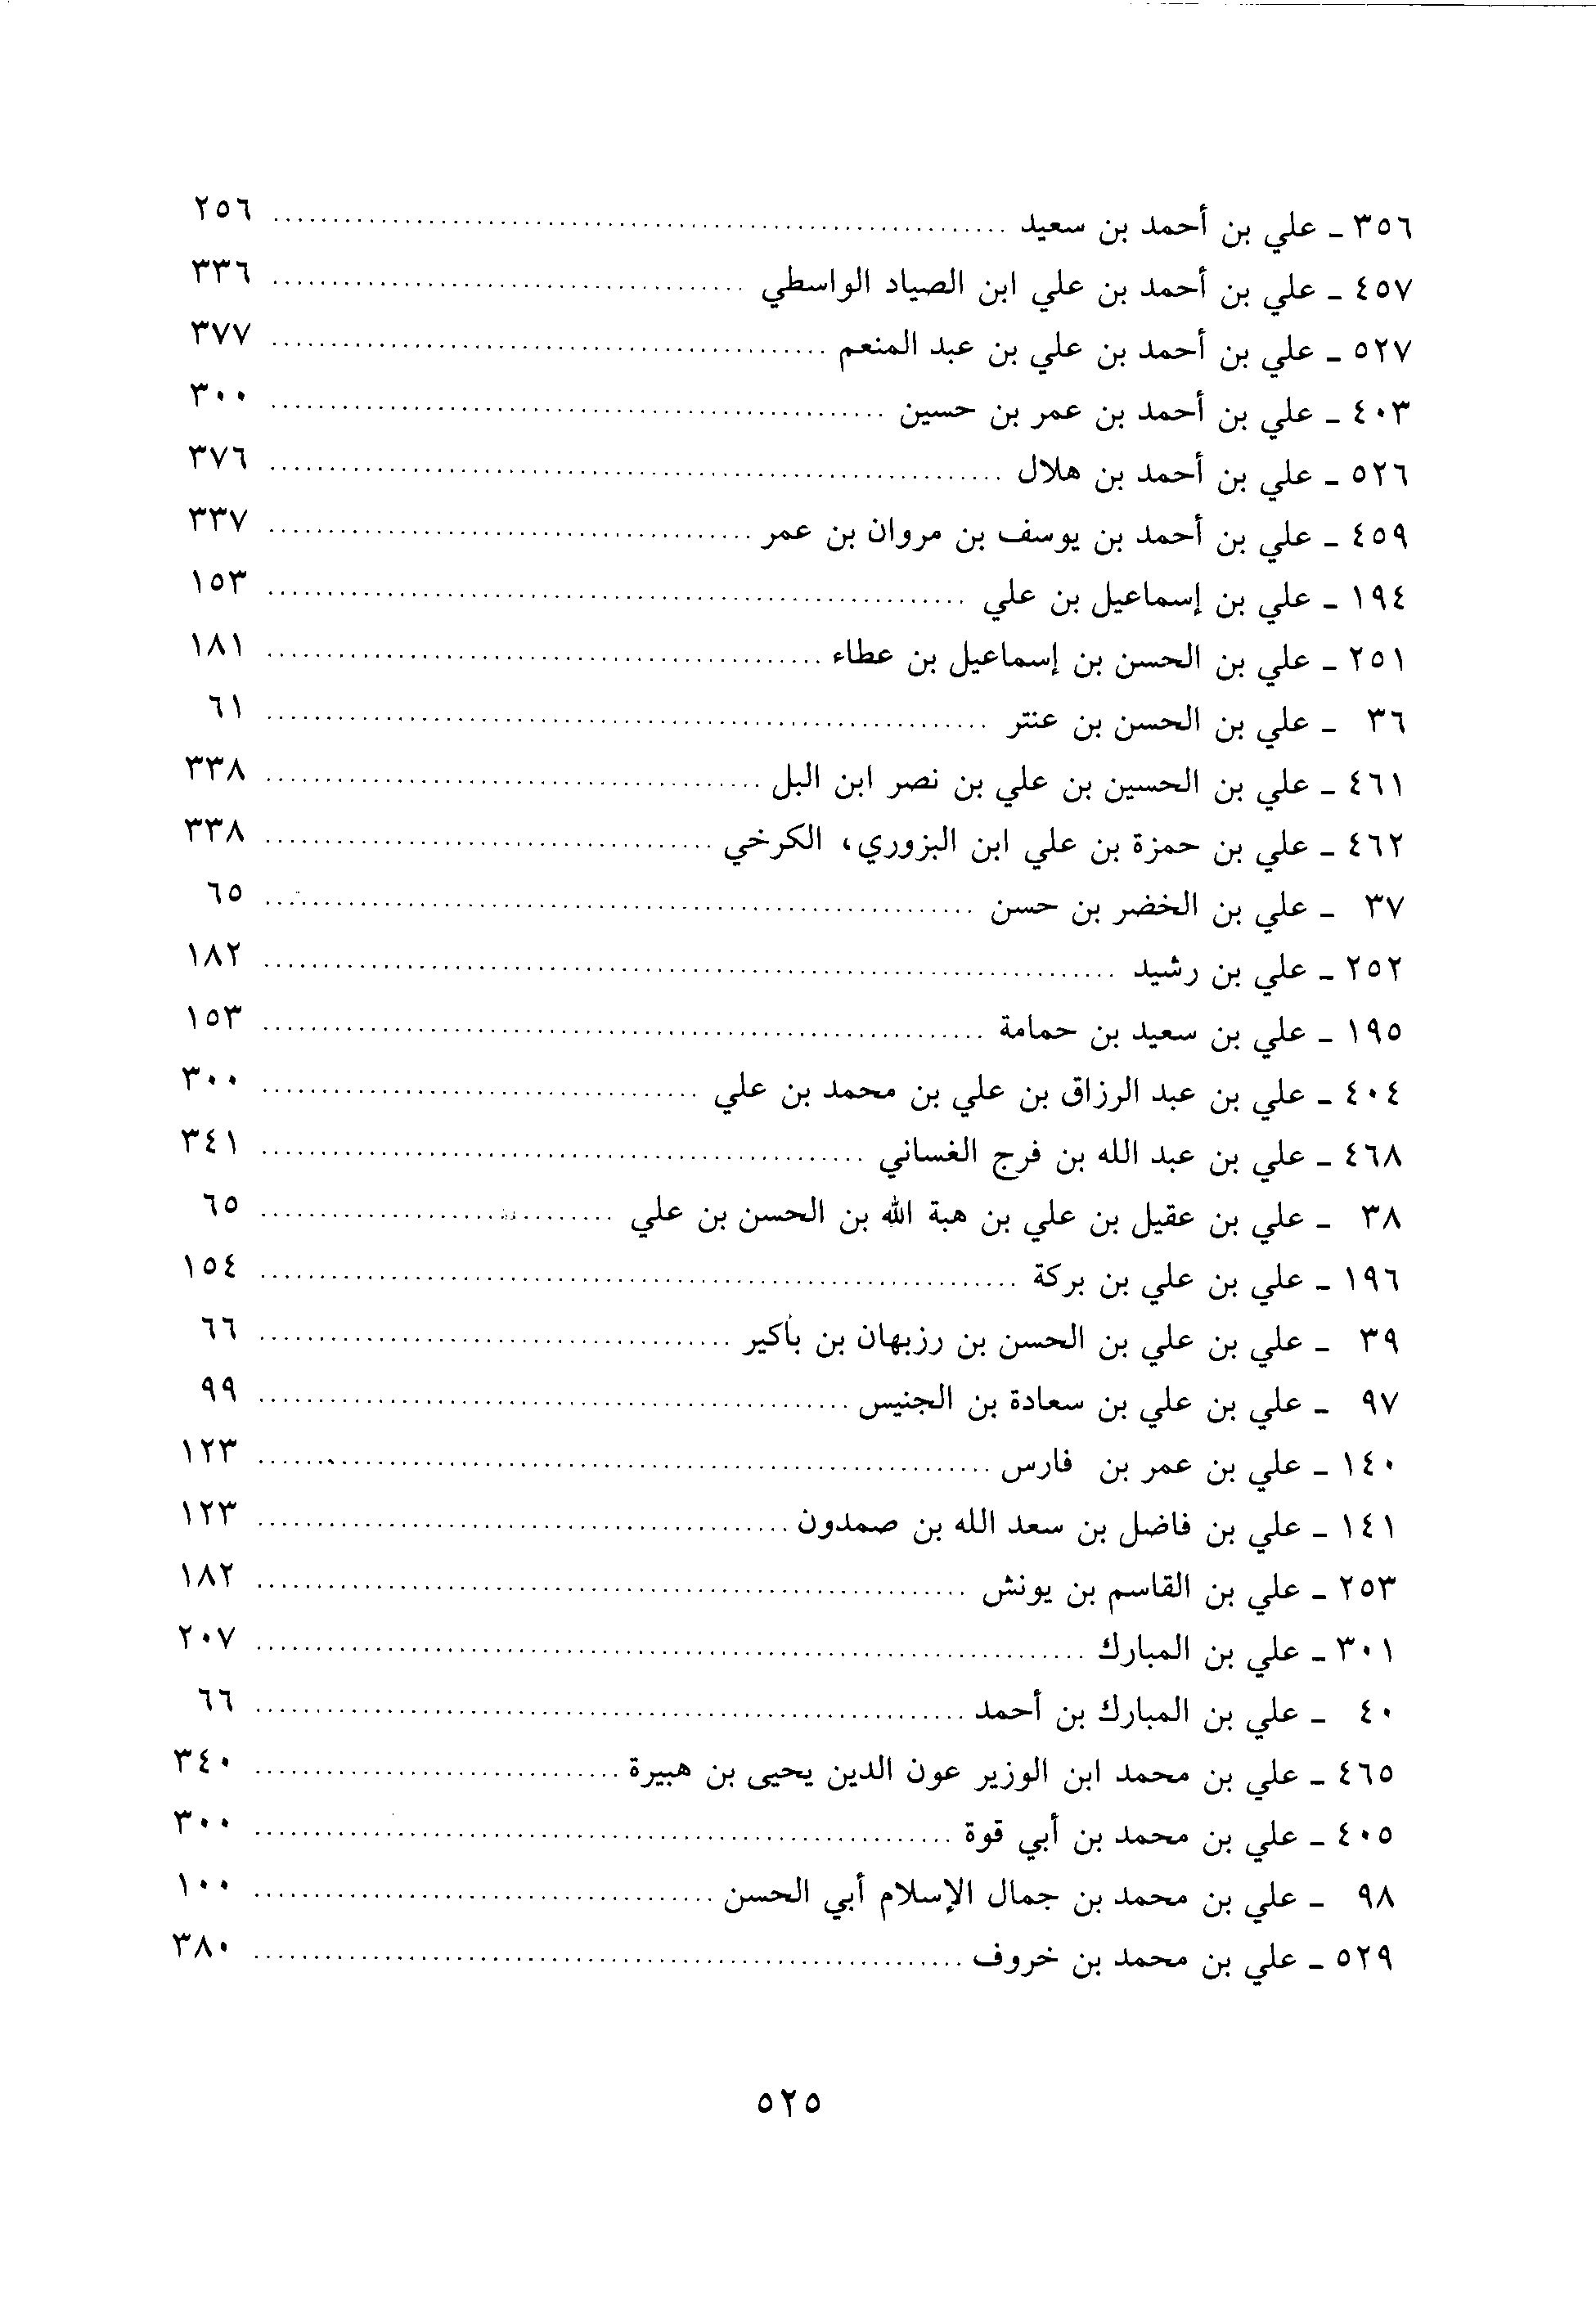 ٣٥٦ ـ علي بن أحمد بن سعيد ........ ٢٥٦
٤٥٧ ـ علي بن أحمد بن علي ابن الصياد الواسطي ........ ٣٣٦
٥٢٧ ـ علي بن أحمد بن علي بن عبد المنعم ........ ٣٧٧
٤٠٣ ـ علي بن أحمد بن عمر بن حسين ........ ٣٠٠
٥٢٦ ـ علي بن أحمد بن هلال ........ ٣٧٦
٤٥٩ ـ علي بن أحمد بن يوسف بن مروان بن عمر ........ ٣٣٧
١٩٤ ـ علي بن إسماعيل بن علي ........ ١٥٣
٢٥١ ـ علي بن الحسن بن إسماعيل بن عطاء ........ ١٨١
٣٦ ـ علي بن الحسن بن عنتر ........ ٦١
٤٦١ ـ علي بن الحسين بن علي بن نصر ابن البل ........ ٣٣٨
٤٦٢ ـ علي بن حمزة بن علي ابن البزوري، الكرخي ........ ٣٣٨
٣٧ ـ علي بن الخضر بن حسن ........ ٦٥
٢٥٢ ـ علي بن رشيد ........ ١٨٢
١٩٥ ـ علي بن سعيد بن حمامة ........ ١٥٣
٤٠٤ ـ علي بن عبد الرزاق بن علي بن محمد بن علي ........ ٣٠٠
٤٦٨ ـ علي بن عبد الله بن فرج الغساني ........ ٣٤١
٣٨ ـ علي بن عقيل بن علي بن هبة الله بن الحسن بن علي ........ ٦٥
١٩٦ ـ علي بن علي بن بركة ........ ١٥٤
٣٩ ـ علي بن علي بن الحسن بن رزبهان بن باكير ........ ٦٦
٩٧ ـ علي بن علي بن سعادة بن الجنيس ........ ٩٩
١٤٠ ـ علي بن عمر بن فارس ........ ١٢٣
١٤١ ـ علي بن فاضل بن سعد الله بن صمدون ........ ١٢٣
٢٥٣ ـ علي بن القاسم بن يونش ........ ١٨٢
٣٠١ ـ علي بن المبارك ........ ٢٠٧
٤٠ ـ علي بن المبارك بن أحمد ........ ٦٦
٤٦٥ ـ علي بن محمد ابن الوزير عون الدين يحيى بن هبيرة ........ ٣٤٠
٤٠٥ ـ علي بن محمد بن أبي قوة ........ ٣٠٠
٩٨ ـ علي بن محمد بن جمال الإسلام أبي الحسن ........ ١٠٠
٥٢٩ ـ علي بن محمد بن خروف ........ ٣٨٠
٥٢٥